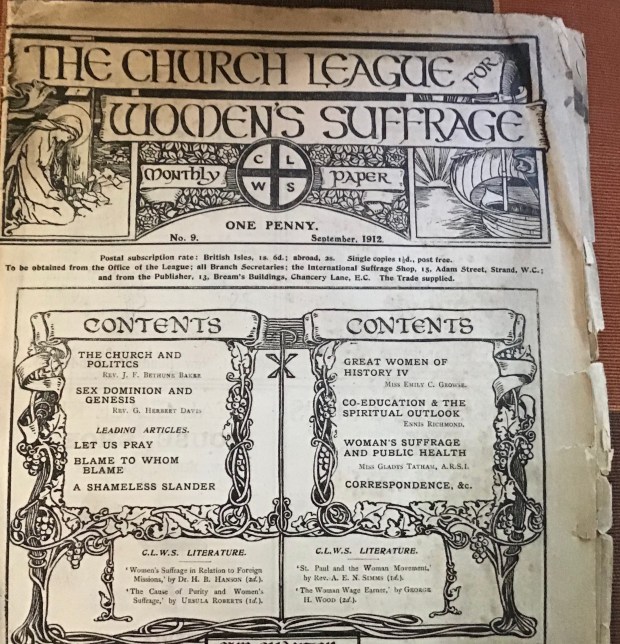 THE CHURCH LEAGUE FOR
WOMEN'S SUFFRAGE
MONTHLY PAPER
C L
W S
ONE PENNY.
No. 9. September, 1912.
Postal subscription rate: British Isles, 1s. 6d.; abroad, 2s. Single copies 1½d., post free.
To be obtained from the Office of the League; all Branch Secretaries; the International Suffrage Shop, 15, Adam Street, Strand, W.C.;
and from the Publisher, 13, Bream's Buildings, Chancery Lane, E.C. The Trade supplied.
CONTENTS
THE CHURCH AND
POLITICS
REV. J. F. BETHUNE BAKER
SEX DOMINION AND
GENESIS
REV. G. HERBERT DAVIS
LEADING ARTICLES.
LET US PRAY
BLAME TO WHOM
BLAME
A SHAMELESS SLANDER
CONTENTS
GREAT WOMEN OF
HISTORY IV
MISS EMILY C. GROUSE.
CO-EDUCATION & THE
SPIRITUAL OUTLOOK
ENNIS RICHMOND.
WOMAN'S SUFFRAGE
AND PUBLIC HEALTH
MISS GLADYS TATHAM, A.R.S.I.
CORRESPONDENCE, &c.
C.L.W.S. LITERATURE.
'Women's Suffrage in Relation to Foreign
Missions,' by DR. H. B. HANSON (2d.).
'The Cause of Purity and Women's
Suffrage,' by URSULA ROBERTS (1d.).
C.L.W.S. LITERATURE.
'St. Paul and the Woman Movement,'
by REV. A. E. N. SIMMS (1d.).
'The Woman Wage Earner,' by GEORGE
H. WOOD (2d.).